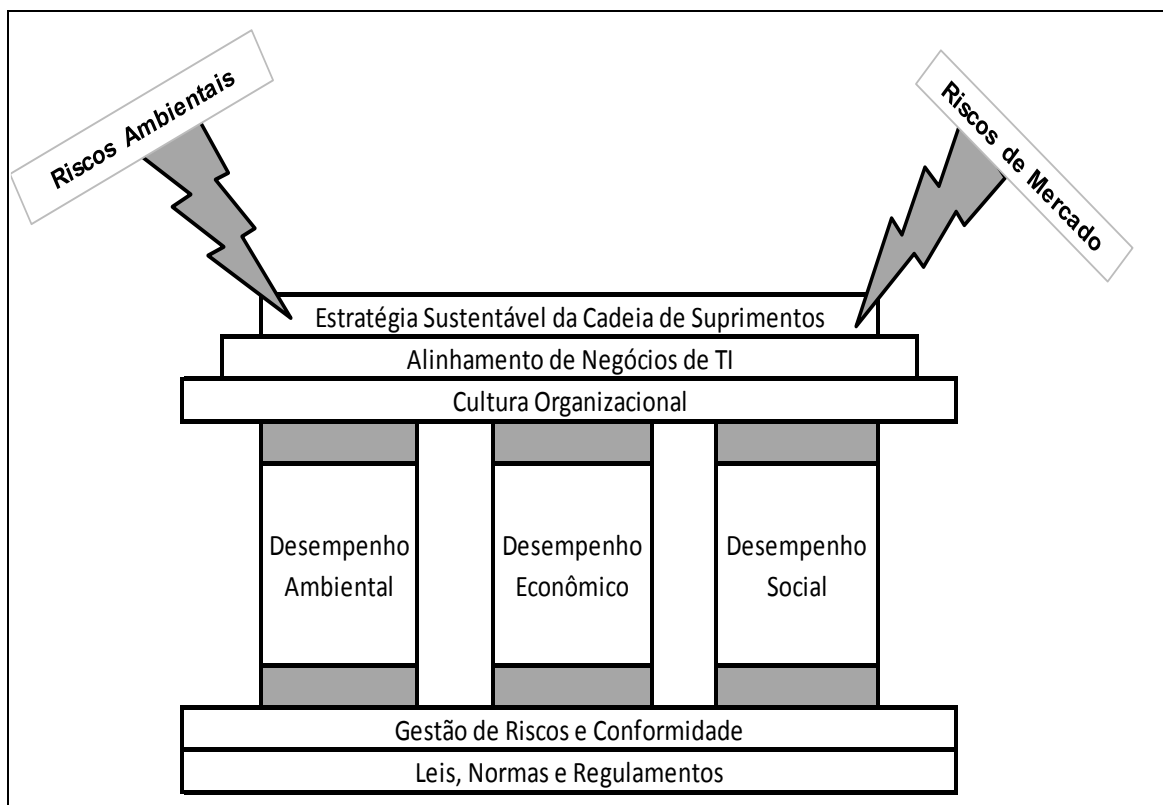 Riscos Ambientais
Riscos de Mercado
Estratégia Sustentável da Cadeia de Suprimentos
Alinhamento de Negócios de TI
Cultura Organizacional
Desempenho
Ambiental
Desempenho
Econômico
Desempenho
Social
Gestão de Riscos e Conformidade
Leis, Normas e Regulamentos